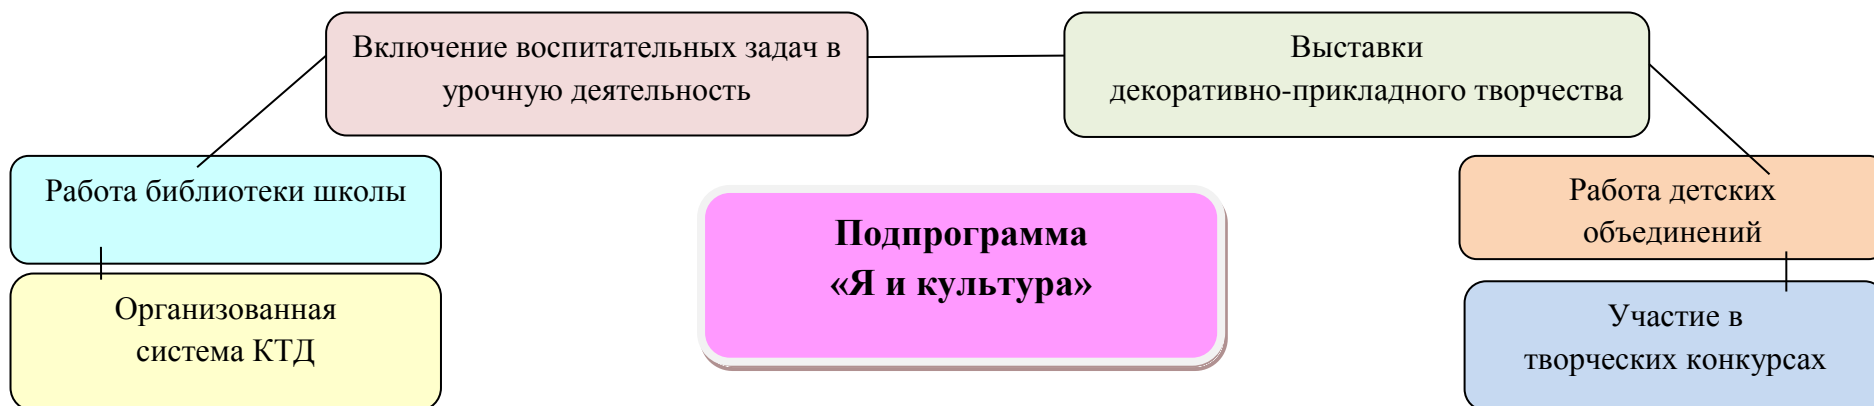 Включение воспитательных задач в
урочную деятельность
Выставки
декоративно-прикладного творчества
Работа библиотеки школы
Работа детских
объединений
Подпрограмма
«Я и культура»
Организованная
система КТД
Участие в
творческих конкурсах